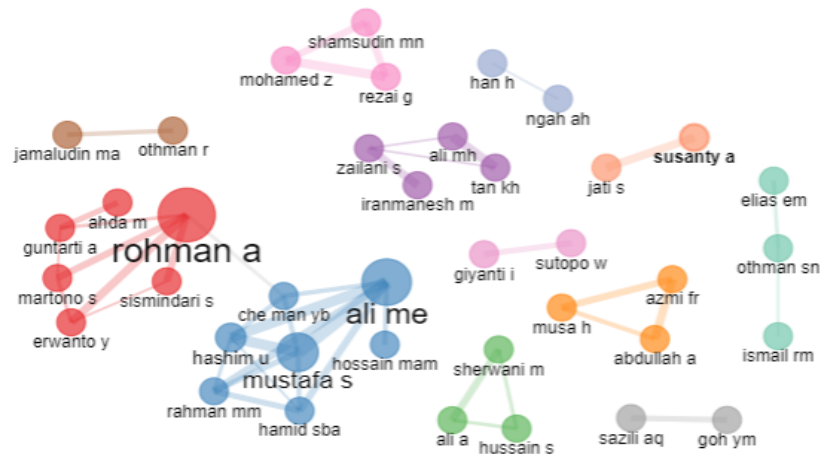 shamsudin mn
mohamed z
rezai g
han h
ngah ah
jamaludin ma
othman r
zailani s
ali mh
iranmanesh m
tan kh
susanty a
jati s
elias em
othman sn
ismail rm
ahda m
guntarti a
rohman a
martono s
sismindari s
erwanto y
che man yb
ali me
hashim u
mustafa s
hossain mam
rahman mm
hamid sba
giyanti i
sutopo w
azmi fr
musa h
abdullah a
sherwani m
ali a
hussain s
sazili aq
goh ym